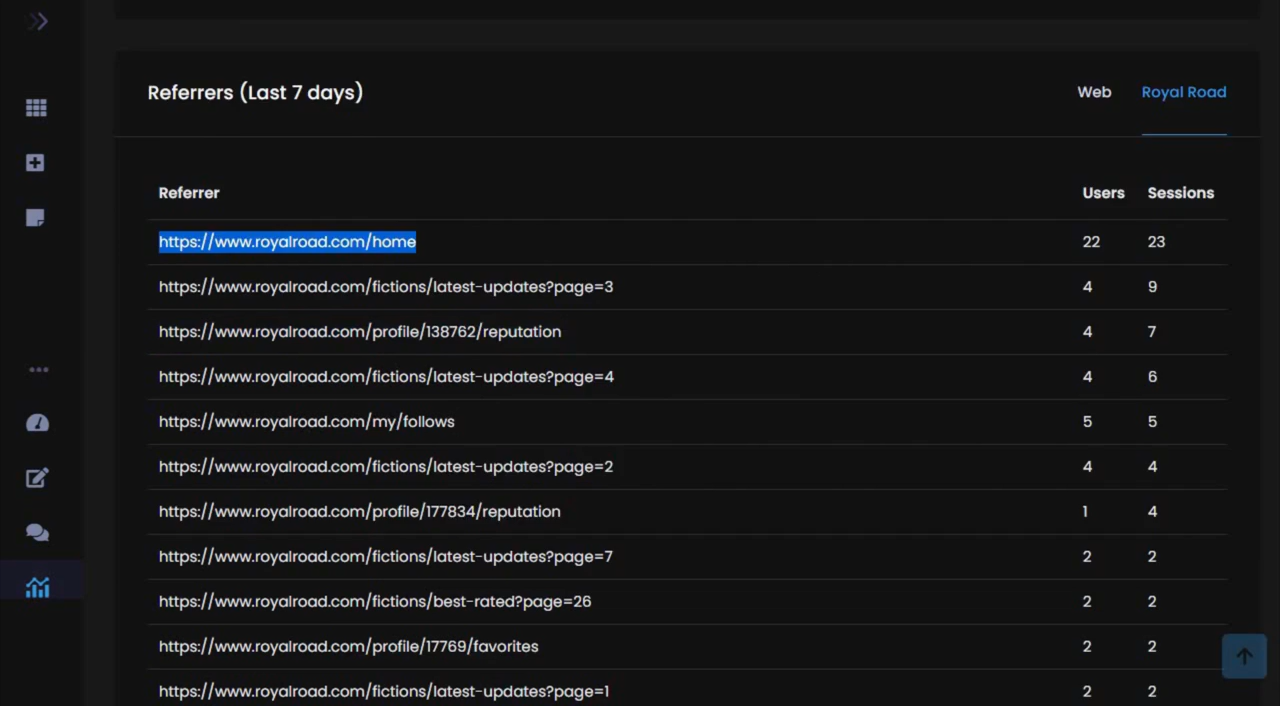 Referrers (Last 7 days) Web Royal Road
Referrer Users Sessions
https://www.royalroad.com/home 22 23
https://www.royalroad.com/fictions/latest-updates?page=3 4 9
https://www.royalroad.com/profile/138762/reputation 4 7
https://www.royalroad.com/fictions/latest-updates?page=4 4 6
https://www.royalroad.com/my/follows 5 5
https://www.royalroad.com/fictions/latest-updates?page=2 4 4
https://www.royalroad.com/profile/177834/reputation 1 4
https://www.royalroad.com/fictions/latest-updates?page=7 2 2
https://www.royalroad.com/fictions/best-rated?page=26 2 2
https://www.royalroad.com/profile/17769/favorites 2 2
https://www.royalroad.com/fictions/latest-updates?page=1 2 2